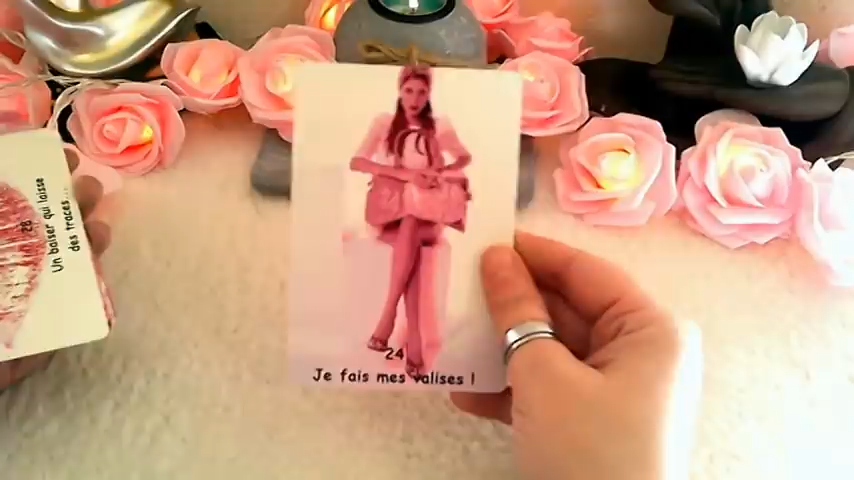 28
Un baiser qui laisse
des traces...
24
Je fais mes valises !